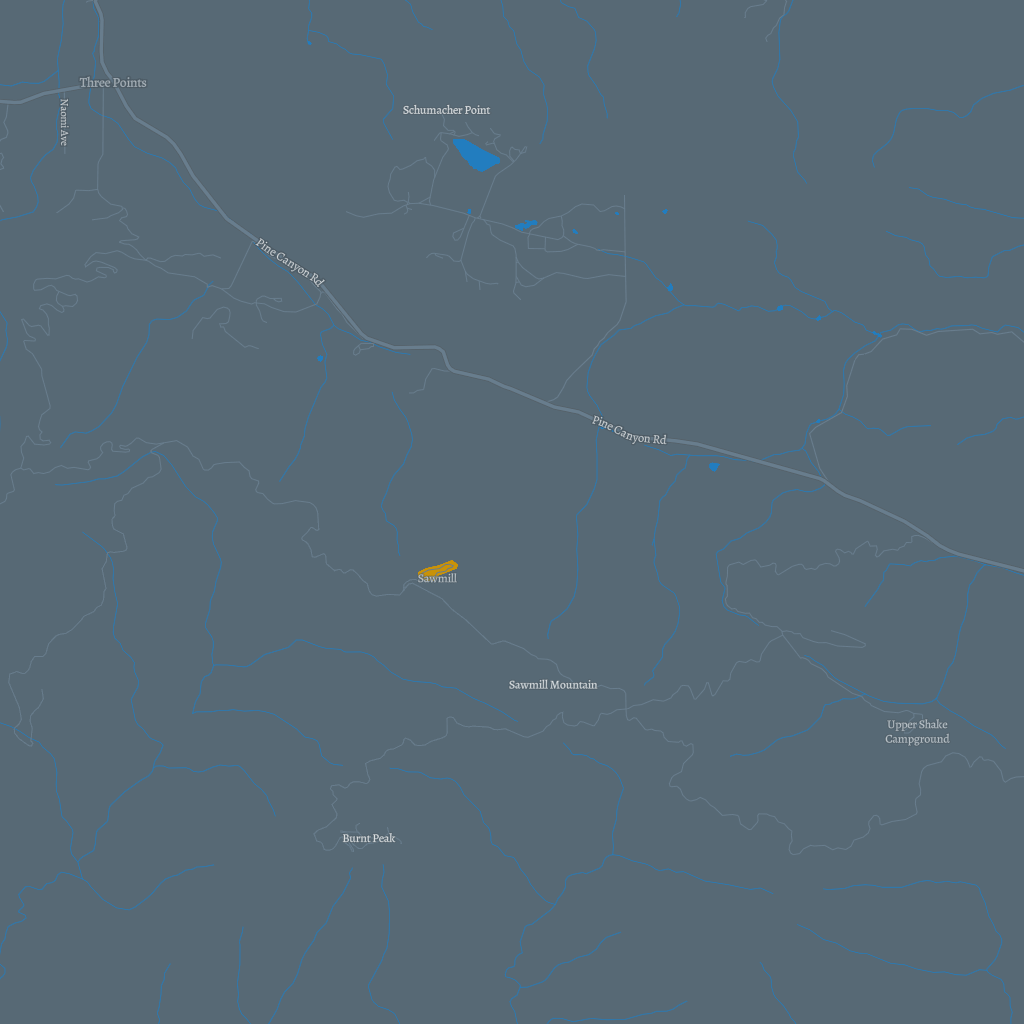 Three Points
Naomi Ave
Schumacher Point
Pine Canyon Rd
Pine Canyon Rd
Sawmill
Sawmill Mountain
Upper Shake
Campground
Burnt Peak